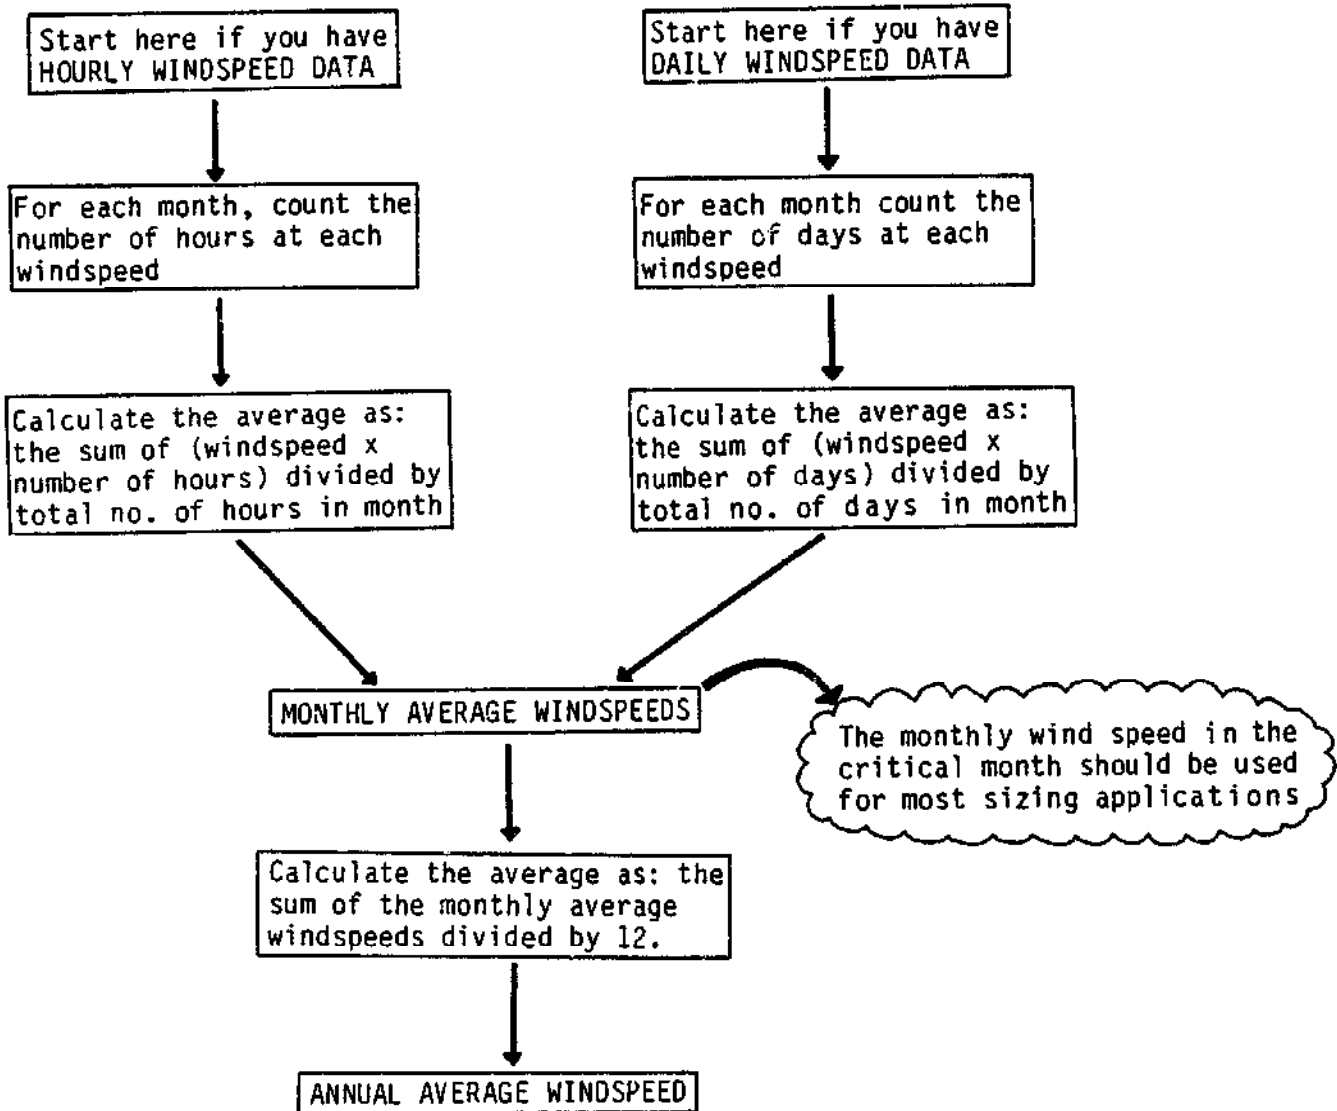 Start here if you have
HOURLY WINDSPEED DATA
For each month, count the
number of hours at each
windspeed
Calculate the average as:
the sum of (windspeed x
number of hours) divided by
total no. of hours in month
Start here if you have
DAILY WINDSPEED DATA
For each month count the
number of days at each
windspeed
Calculate the average as:
the sum of (windspeed x
number of days) divided by
total no. of days in month
MONTHLY AVERAGE WINDSPEEDS
The monthly wind speed in the
critical month should be used
for most sizing applications
Calculate the average as: the
sum of the monthly average
windspeeds divided by 12.
ANNUAL AVERAGE WINDSPEED